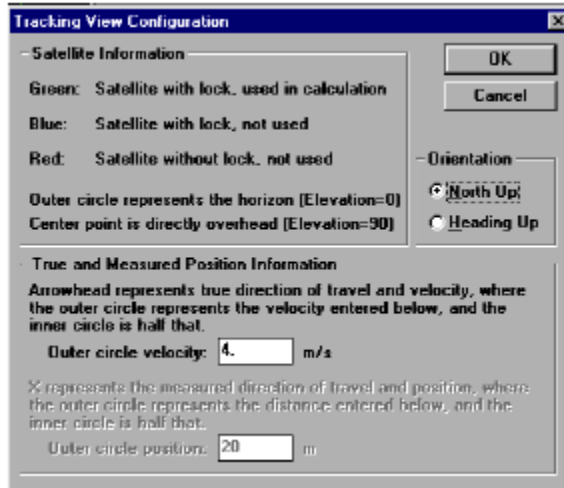 Tracking View Configuration
Satellite Information
Green: Satellite with lock, used in calculation
Blue: Satellite with lock, not used
Red: Satellite without lock, not used
Outer circle represents the horizon (Elevation=0)
Center point is directly overhead (Elevation=90)
OK
Cancel
Orientation
North Up
Heading Up
True and Measured Position Information
Arrowhead represents true direction of travel and velocity, where
the outer circle represents the velocity entered below, and the
inner circle is half that.
Outer circle velocity: 4. m/s
X represents the measured direction of travel and position, where
the outer circle represents the distance entered below, and the
inner circle is half that.
Outer circle position: 20 m